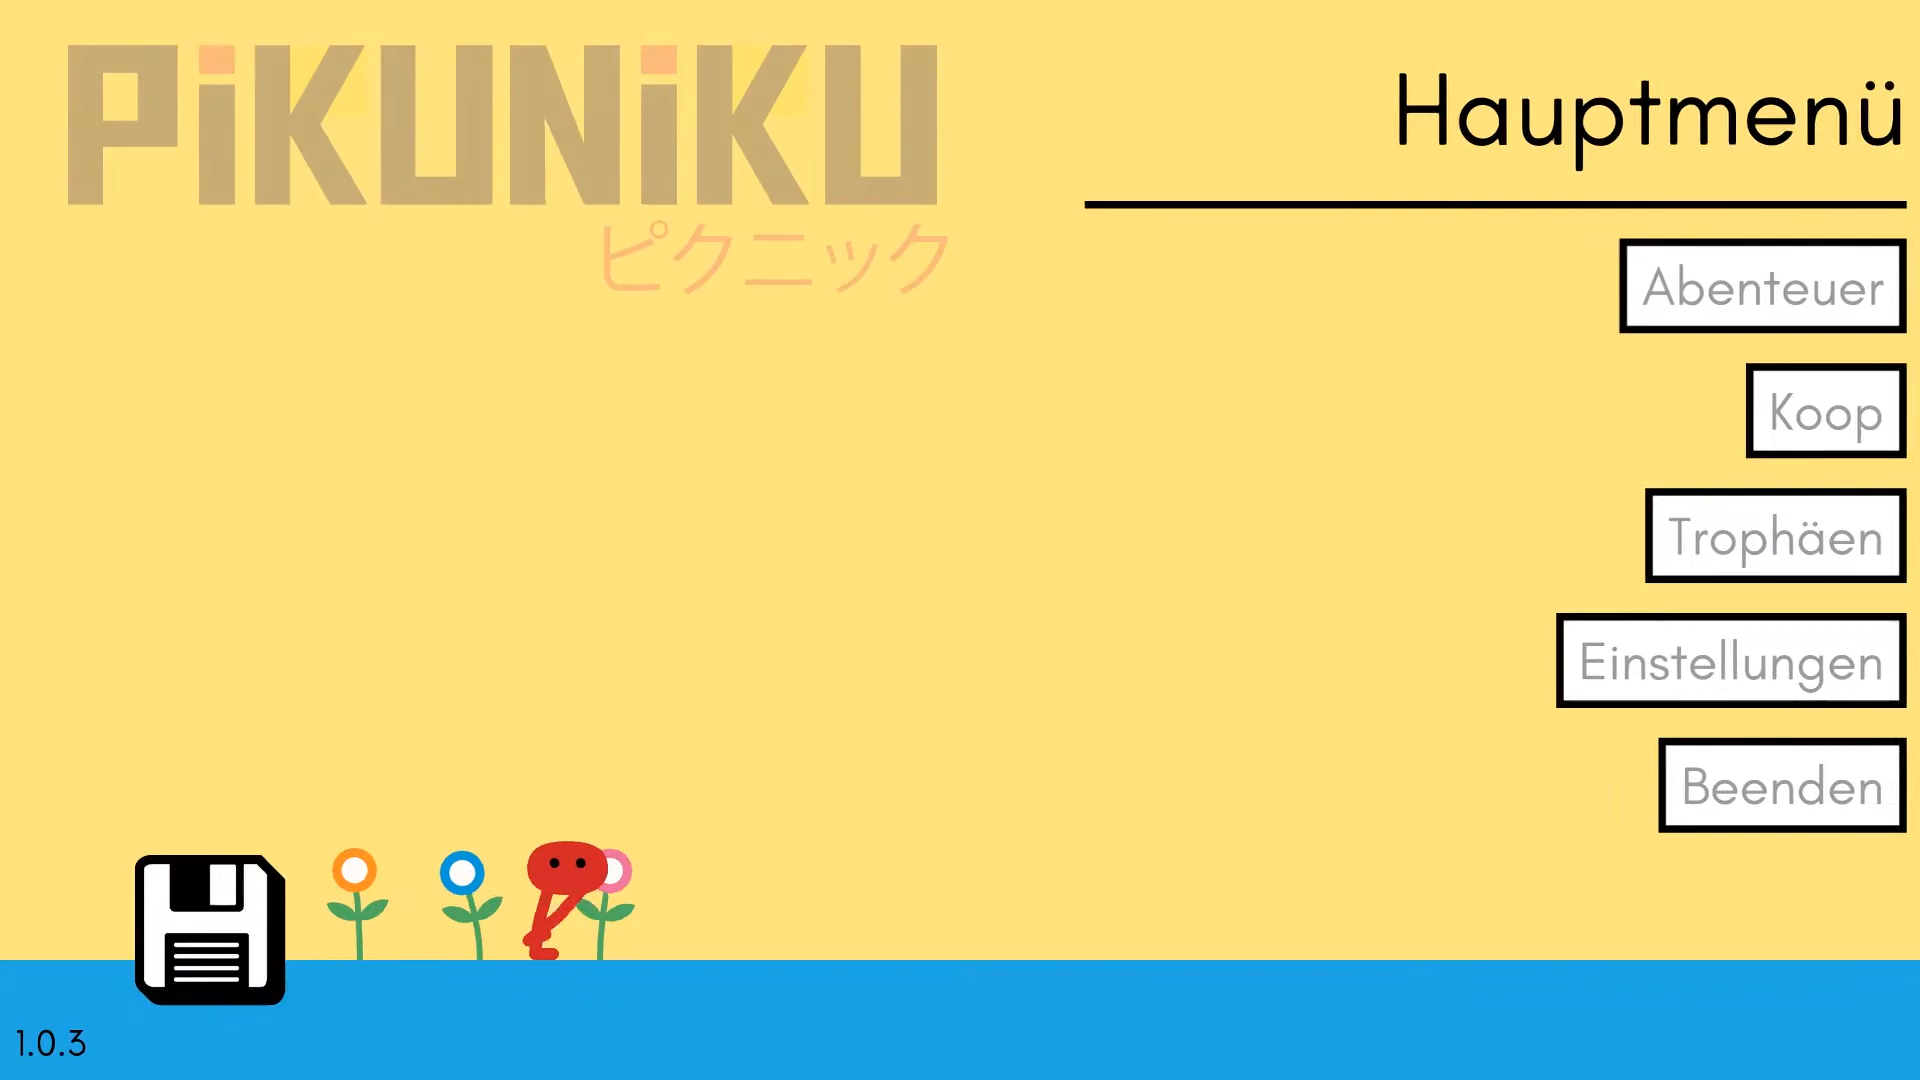 PiKUNiKU
ピクニック
Hauptmenü
Abenteuer
Koop
Trophäen
Einstellungen
Beenden
1.0.3